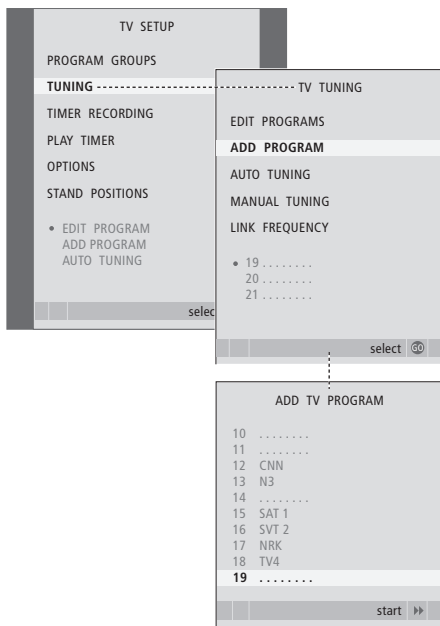 TV SETUP
PROGRAM GROUPS
TUNING
TIMER RECORDING
PLAY TIMER
OPTIONS
STAND POSITIONS
• EDIT PROGRAM
ADD PROGRAM
AUTO TUNING
selec
TV TUNING
EDIT PROGRAMS
ADD PROGRAM
AUTO TUNING
MANUAL TUNING
LINK FREQUENCY
• 19 . . . . . . . .
20 . . . . . . . .
21 . . . . . . . .
select GO
ADD TV PROGRAM
10 . . . . . . . .
11 . . . . . . . .
12 CNN
13 N3
14 . . . . . . . .
15 SAT 1
16 SVT 2
17 NRK
18 TV4
19 . . . . . . . .
start